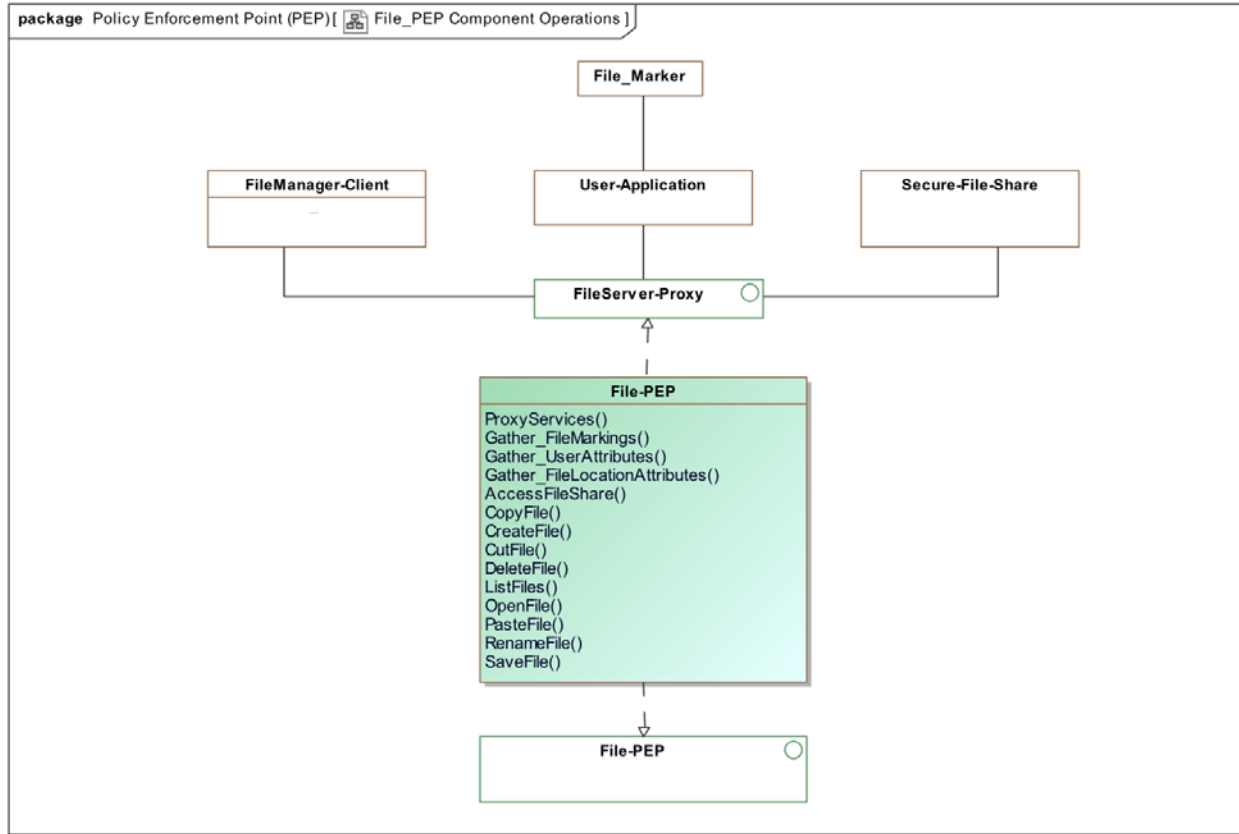 package Policy Enforcement Point (PEP)[ File_PEP Component Operations ]
File_Marker
FileManager-Client
User-Application
Secure-File-Share
...
FileServer-Proxy
File-PEP
ProxyServices()
Gather_FileMarkings()
Gather_UserAttributes()
Gather_FileLocationAttributes()
AccessFileShare()
CopyFile()
CreateFile()
CutFile()
DeleteFile()
ListFiles()
OpenFile()
PasteFile()
RenameFile()
SaveFile()
File-PEP